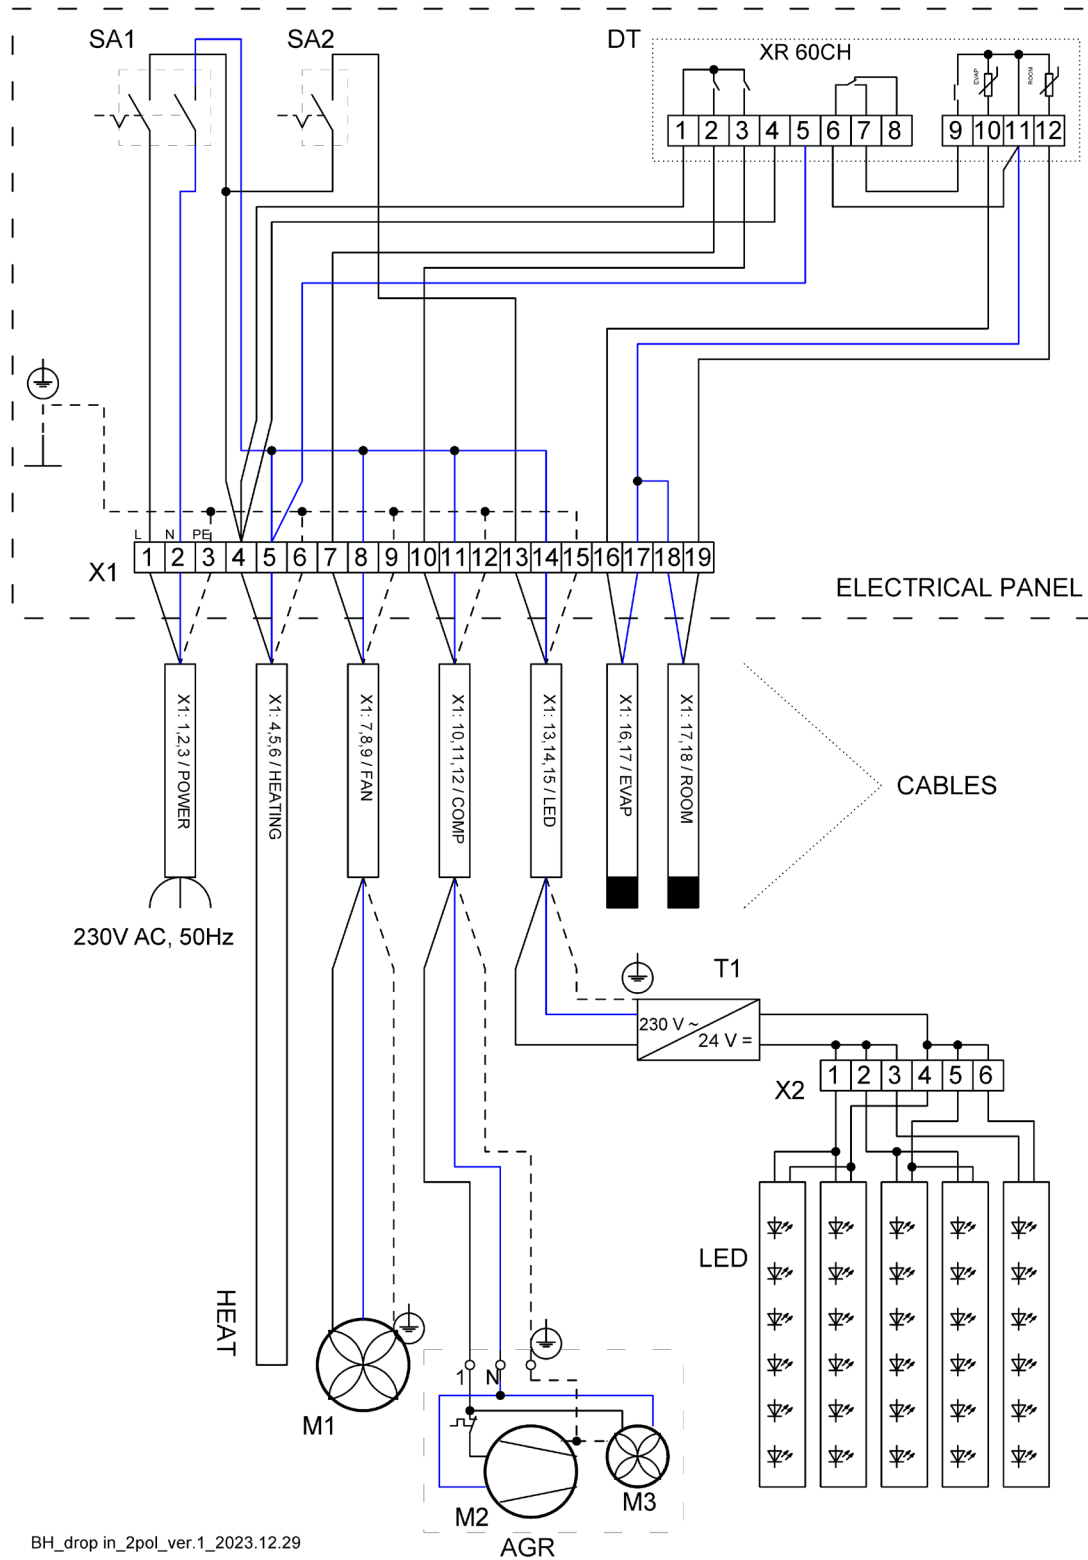 SA1 SA2 DT
XR 60CH
EVAP ROOM
1 2 3 4 5 6 7 8 9 10 11 12
L N PE
X1 1 2 3 4 5 6 7 8 9 10 11 12 13 14 15 16 17 18 19
ELECTRICAL PANEL
X1: 1,2,3 / POWER
X1: 4,5,6 / HEATING
X1: 7,8,9 / FAN
X1: 10,11,12 / COMP
X1: 13,14,15 / LED
X1: 16,17 / EVAP
X1: 17,18 / ROOM
CABLES
230V AC, 50Hz
T1
230 V ~
24 V =
X2 1 2 3 4 5 6
LED
HEAT
M1
1 N
M2
M3
AGR
BH_drop in_2pol_ver.1_2023.12.29